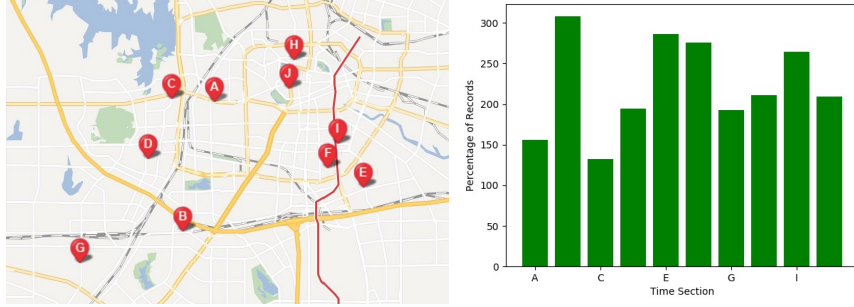 H
J
C
A
I
D
F
E
B
G
Percentage of Records
300
250
200
150
100
50
0
A C E G I
Time Section